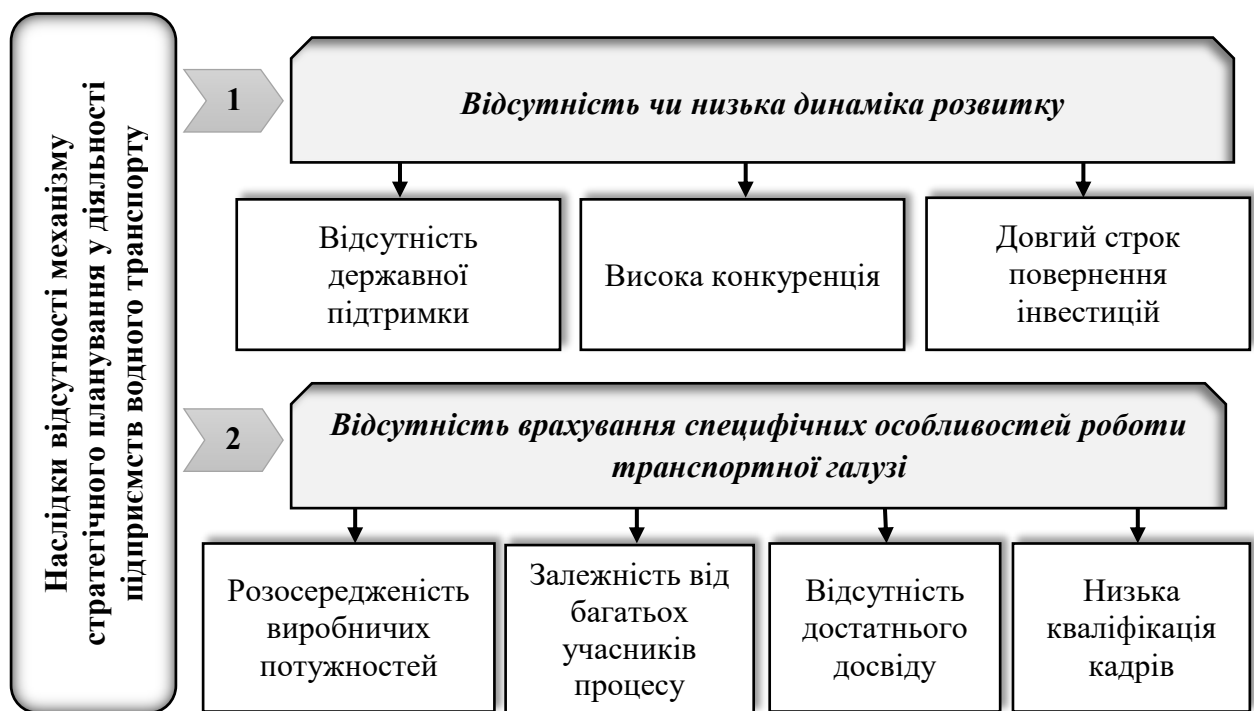 Наслідки відсутності механізму
стратегічного планування у діяльності
підприємств водного транспорту
1
Відсутність чи низька динаміка розвитку
Відсутність
державної
підтримки
Висока конкуренція
Довгий строк
повернення
інвестицій
2
Відсутність врахування специфічних особливостей роботи
транспортної галузі
Розосередженість
виробничих
потужностей
Залежність від
багатьох
учасників
процесу
Відсутність
достатнього
досвіду
Низька
кваліфікація
кадрів